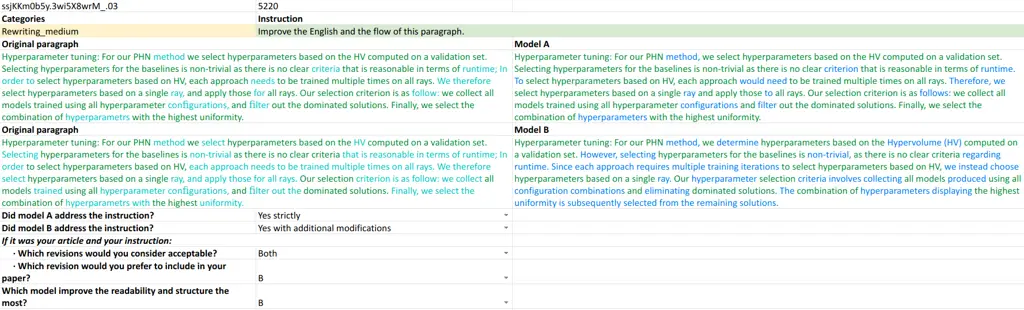 ssjKKm0b5y.3wi5X8wrM_.03 5220
Categories Instruction
Rewriting_medium Improve the English and the flow of this paragraph.
Original paragraph Model A
Hyperparameter tuning: For our PHN method we select hyperparameters based on the HV computed on a validation set.
Selecting hyperparameters for the baselines is non-trivial as there is no clear criteria that is reasonable in terms of runtime; In
order to select hyperparameters based on HV, each approach needs to be trained multiple times on all rays. We therefore
select hyperparameters based on a single ray, and apply those for all rays. Our selection criterion is as follow: we collect all
models trained using all hyperparameter configurations, and filter out the dominated solutions. Finally, we select the
combination of hyperparametrs with the highest uniformity.
Hyperparameter tuning: For our PHN method, we select hyperparameters based on the HV computed on a validation set.
Selecting hyperparameters for the baselines is non-trivial as there is no clear criterion that is reasonable in terms of runtime.
To select hyperparameters based on HV, each approach would need to be trained multiple times on all rays. Therefore, we
select hyperparameters based on a single ray and apply those to all rays. Our selection criterion is as follows: we collect all
models trained using all hyperparameter configurations and filter out the dominated solutions. Finally, we select the
combination of hyperparameters with the highest uniformity.
Original paragraph Model B
Hyperparameter tuning: For our PHN method we select hyperparameters based on the HV computed on a validation set.
Selecting hyperparameters for the baselines is non-trivial as there is no clear criteria that is reasonable in terms of runtime; In
order to select hyperparameters based on HV, each approach needs to be trained multiple times on all rays. We therefore
select hyperparameters based on a single ray, and apply those for all rays. Our selection criterion is as follow: we collect all
models trained using all hyperparameter configurations, and filter out the dominated solutions. Finally, we select the
combination of hyperparametrs with the highest uniformity.
Hyperparameter tuning: For our PHN method, we determine hyperparameters based on the Hypervolume (HV) computed on
a validation set. However, selecting hyperparameters for the baselines is non-trivial, as there is no clear criteria regarding
runtime. Since each approach requires multiple training iterations to select hyperparameters based on HV, we instead choose
hyperparameters based on a single ray. Our hyperparameter selection criteria involves collecting all models produced using all
configuration combinations and eliminating dominated solutions. The combination of hyperparameters displaying the highest
uniformity is subsequently selected from the remaining solutions.
Did model A address the instruction? Yes strictly
Did model B address the instruction? Yes with additional modifications
If it was your article and your instruction:
· Which revisions would you consider acceptable? Both
· Which revision would you prefer to include in your
paper? B
Which model improve the readability and structure the
most? B